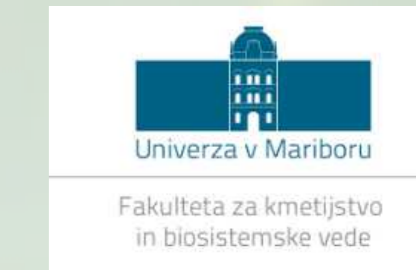 Univerza v Mariboru
Fakulteta za kmetijstvo
in biosistemske vede